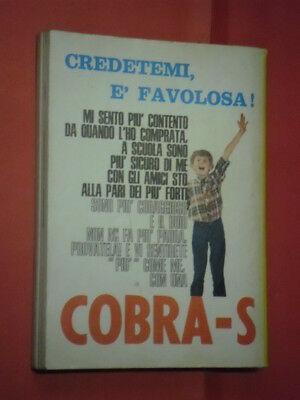 CREDETEMI,
E' FAVOLOSA!
MI SENTO PIU' CONTENTO
DA QUANDO L'HO COMPRATA.
A SCUOLA SONO
PIU' SICURO DI ME
CON GLI AMICI STO
ALLA PARI DEI PIU' FORTI
SONO PIU' CORAGGIOSO
E IL BUIO
NON MI FA PIU' PAURA.
PROVATELA! E VI SENTIRETE
"PIU'" COME ME.
CON UNA
COBRA-S